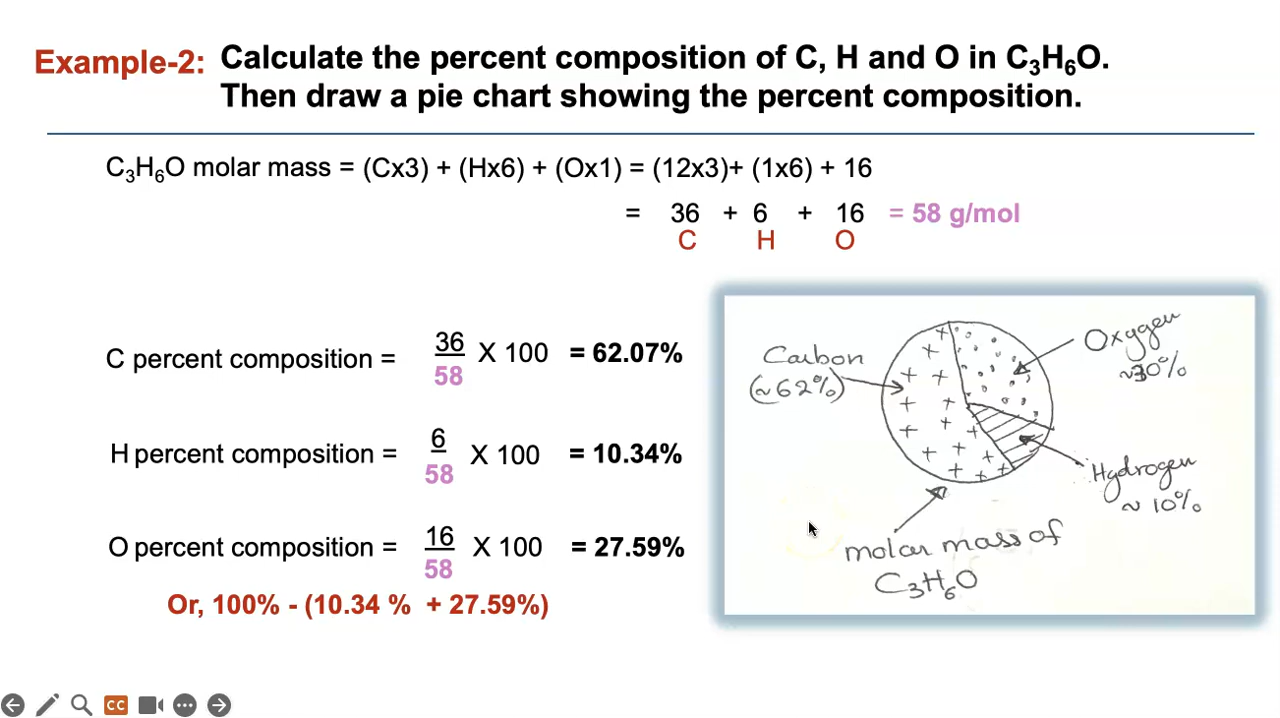 Example-2: Calculate the percent composition of C, H and O in C₃H₆O.
Then draw a pie chart showing the percent composition.
C₃H₆O molar mass = (Cx3) + (Hx6) + (Ox1) = (12x3)+ (1x6) + 16
= 36 + 6 + 16 = 58 g/mol
C H O
C percent composition = 36/58 X 100 = 62.07%
H percent composition = 6/58 X 100 = 10.34%
O percent composition = 16/58 X 100 = 27.59%
Or, 100% - (10.34 % + 27.59%)
Carbon
(~62%)
Oxygen
~30%
Hydrogen
~ 10%
molar mass of
C₃H₆O
CC